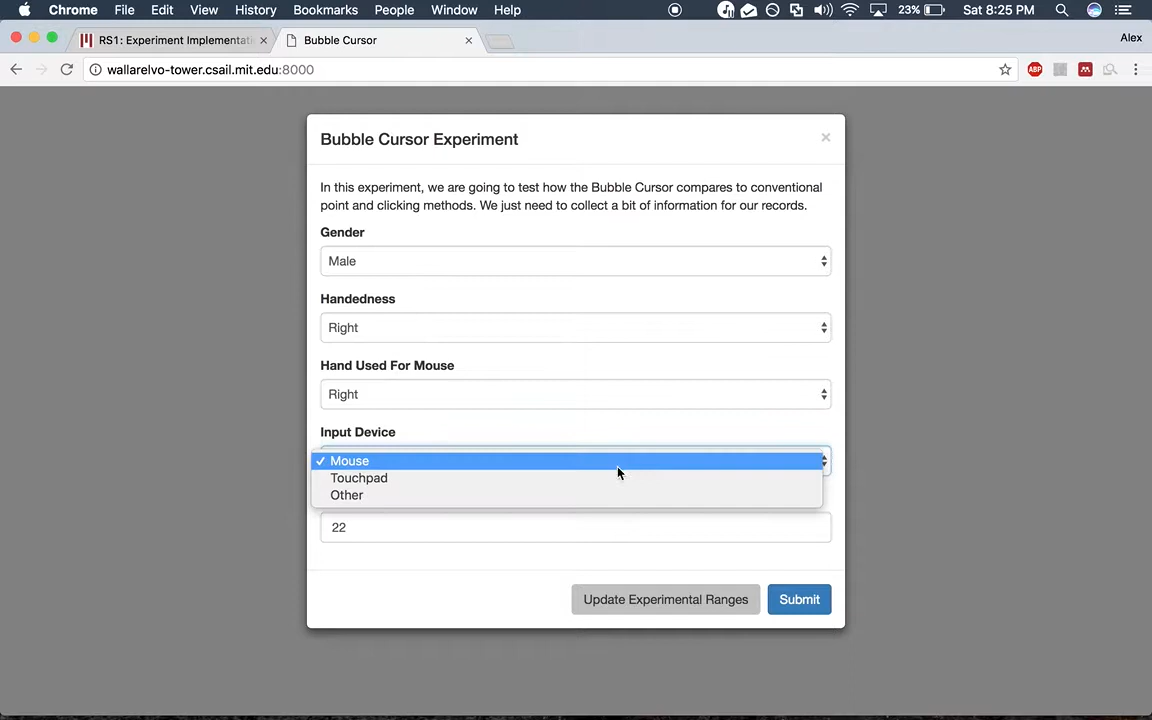 Chrome File Edit View History Bookmarks People Window Help 23% Sat 8:25 PM
RS1: Experiment Implementati
Bubble Cursor
Alex
wallarelvo-tower.csail.mit.edu:8000
ABP
Bubble Cursor Experiment
×
In this experiment, we are going to test how the Bubble Cursor compares to conventional
point and clicking methods. We just need to collect a bit of information for our records.
Gender
Male
Handedness
Right
Hand Used For Mouse
Right
Input Device
✓ Mouse
Touchpad
Other
22
Update Experimental Ranges
Submit